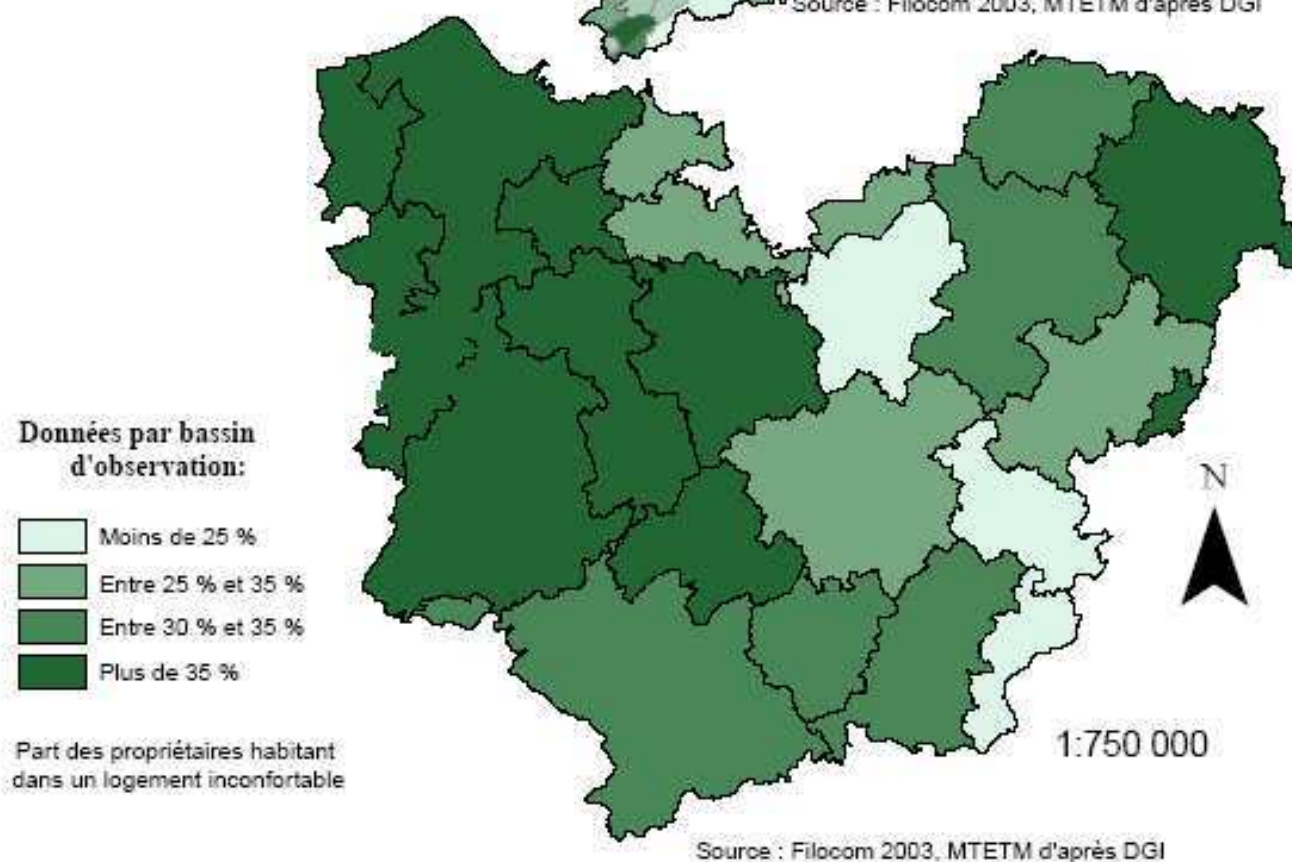 Source : Filocom 2003, MTETM d'après DGI
Données par bassin
d'observation:
Moins de 25 %
Entre 25 % et 35 %
Entre 30 % et 35 %
Plus de 35 %
Part des propriétaires habitant
dans un logement inconfortable
N
1:750 000
Source : Filocom 2003, MTETM d'après DGI